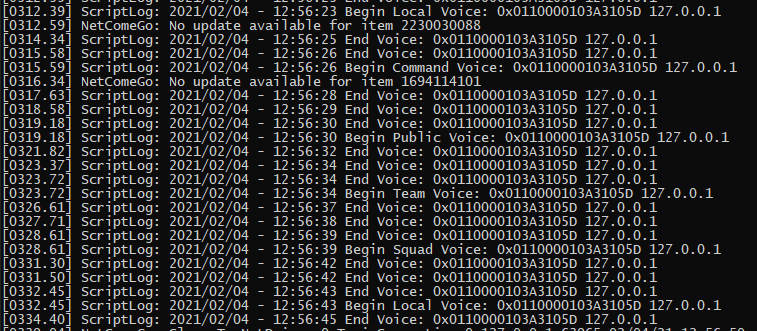 [0312.39] ScriptLog: 2021/02/04 - 12:56:23 Begin Local Voice: 0x0110000103A3105D 127.0.0.1
[0312.59] NetComeGo: No update available for item 2230030088
[0314.34] ScriptLog: 2021/02/04 - 12:56:25 End Voice: 0x0110000103A3105D 127.0.0.1
[0315.58] ScriptLog: 2021/02/04 - 12:56:26 End Voice: 0x0110000103A3105D 127.0.0.1
[0315.59] ScriptLog: 2021/02/04 - 12:56:26 Begin Command Voice: 0x0110000103A3105D 127.0.0.1
[0316.34] NetComeGo: No update available for item 1694114101
[0317.63] ScriptLog: 2021/02/04 - 12:56:28 End Voice: 0x0110000103A3105D 127.0.0.1
[0318.58] ScriptLog: 2021/02/04 - 12:56:29 End Voice: 0x0110000103A3105D 127.0.0.1
[0319.18] ScriptLog: 2021/02/04 - 12:56:30 End Voice: 0x0110000103A3105D 127.0.0.1
[0319.18] ScriptLog: 2021/02/04 - 12:56:30 Begin Public Voice: 0x0110000103A3105D 127.0.0.1
[0321.82] ScriptLog: 2021/02/04 - 12:56:32 End Voice: 0x0110000103A3105D 127.0.0.1
[0323.37] ScriptLog: 2021/02/04 - 12:56:34 End Voice: 0x0110000103A3105D 127.0.0.1
[0323.72] ScriptLog: 2021/02/04 - 12:56:34 End Voice: 0x0110000103A3105D 127.0.0.1
[0323.72] ScriptLog: 2021/02/04 - 12:56:34 Begin Team Voice: 0x0110000103A3105D 127.0.0.1
[0326.61] ScriptLog: 2021/02/04 - 12:56:37 End Voice: 0x0110000103A3105D 127.0.0.1
[0327.71] ScriptLog: 2021/02/04 - 12:56:38 End Voice: 0x0110000103A3105D 127.0.0.1
[0328.61] ScriptLog: 2021/02/04 - 12:56:39 End Voice: 0x0110000103A3105D 127.0.0.1
[0328.61] ScriptLog: 2021/02/04 - 12:56:39 Begin Squad Voice: 0x0110000103A3105D 127.0.0.1
[0331.30] ScriptLog: 2021/02/04 - 12:56:42 End Voice: 0x0110000103A3105D 127.0.0.1
[0331.50] ScriptLog: 2021/02/04 - 12:56:42 End Voice: 0x0110000103A3105D 127.0.0.1
[0332.45] ScriptLog: 2021/02/04 - 12:56:43 End Voice: 0x0110000103A3105D 127.0.0.1
[0332.45] ScriptLog: 2021/02/04 - 12:56:43 Begin Local Voice: 0x0110000103A3105D 127.0.0.1
[0334.40] ScriptLog: 2021/02/04 - 12:56:45 End Voice: 0x0110000103A3105D 127.0.0.1